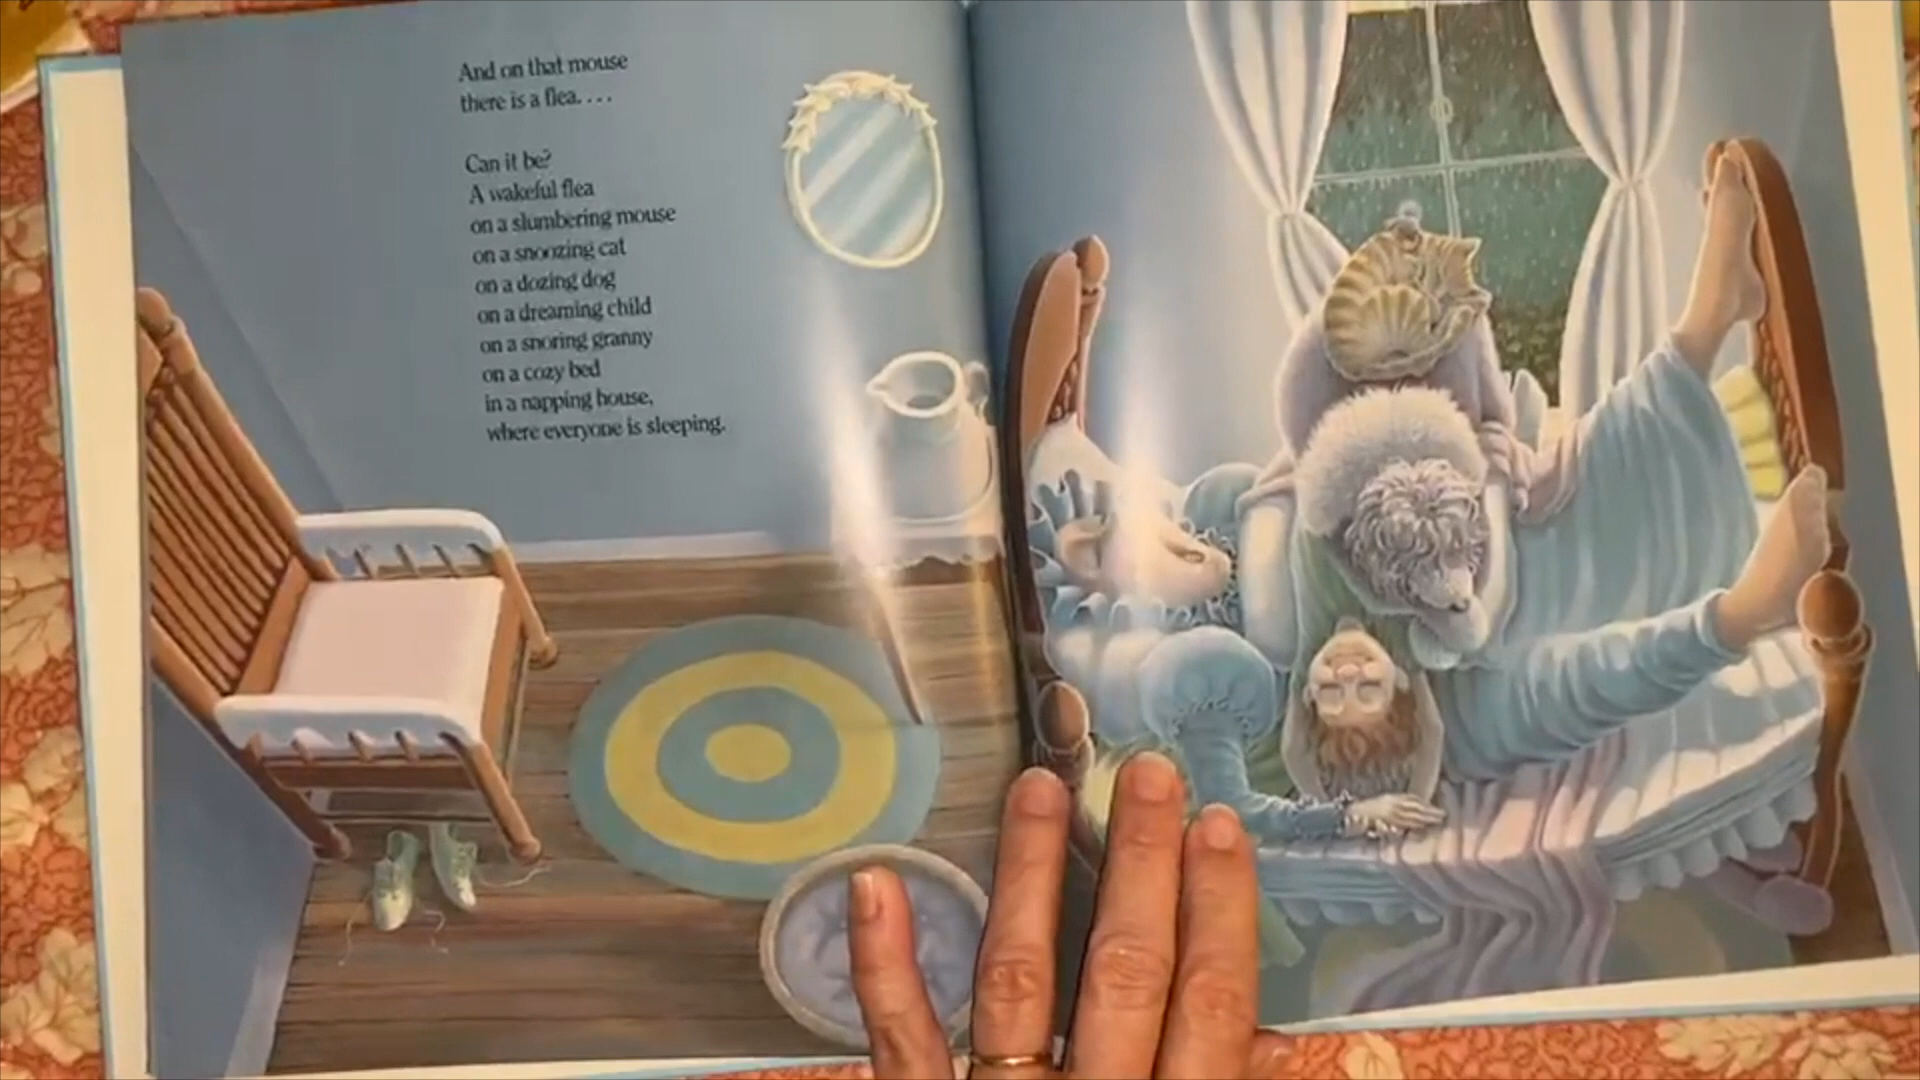 And on that mouse
there is a flea. . . .
Can it be?
A wakeful flea
on a slumbering mouse
on a snoozing cat
on a dozing dog
on a dreaming child
on a snoring granny
on a cozy bed
in a napping house,
where everyone is sleeping.